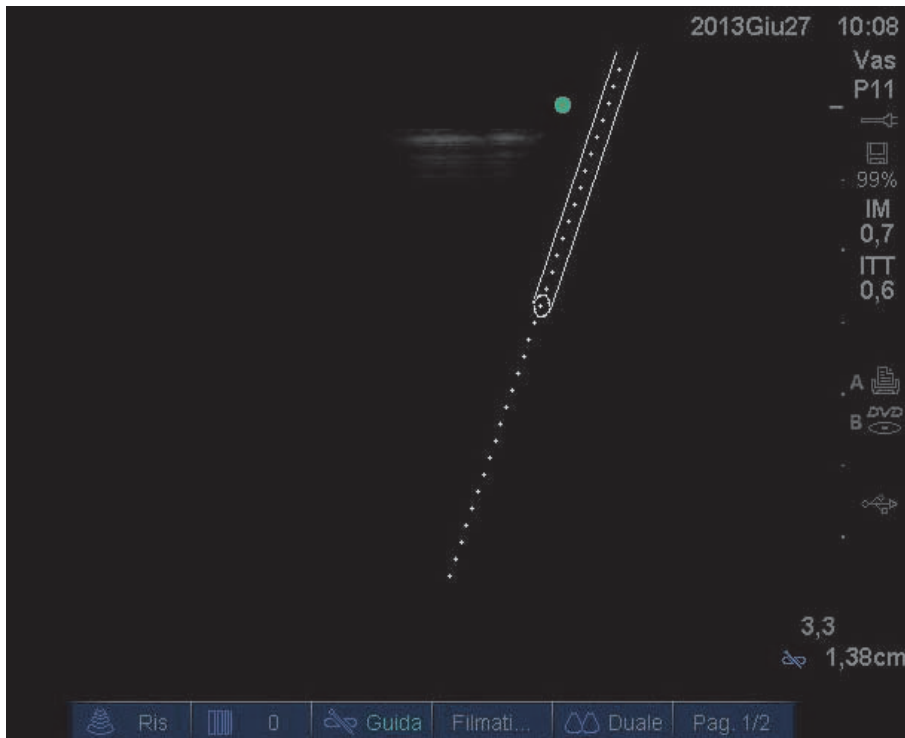 2013Giu27 10:08
Vas
P11
99%
IM
0,7
ITT
0,6
A
B DVD
3,3
1,38cm
Ris 0 Guida Filmati... Duale Pag. 1/2